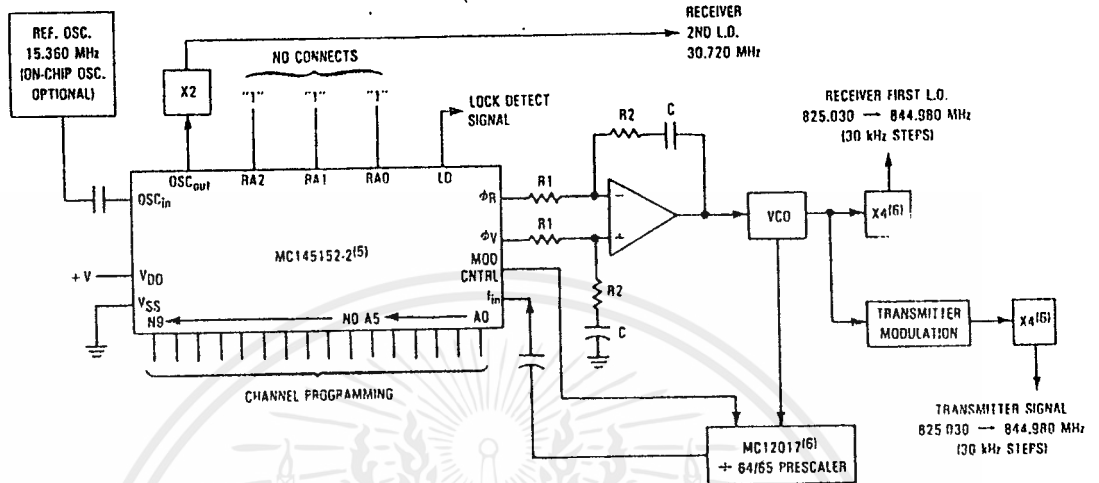 REF. OSC.
15.360 MHz
(ON-CHIP OSC.
OPTIONAL)
X2
NO CONNECTS
"1" "1" "1"
RECEIVER
2ND L.O.
30.720 MHz
LOCK DETECT
SIGNAL
RECEIVER FIRST L.O.
825.030 → 844.980 MHz
(30 kHz STEPS)
OSCout RA2 RA1 RA0 LD
OSCin
ΦR
ΦV
MC145152-2(5)
MOD
CNTRL
fin
+ V
VDD
VSS
N9 N0 A5 A0
CHANNEL PROGRAMMING
R1
R1
R2
C
−
+
R2
C
VCO
X4(6)
TRANSMITTER
MODULATION
X4(6)
MC12017(6)
÷ 64/65 PRESCALER
TRANSMITTER SIGNAL
825.030 → 844.980 MHz
(30 kHz STEPS)